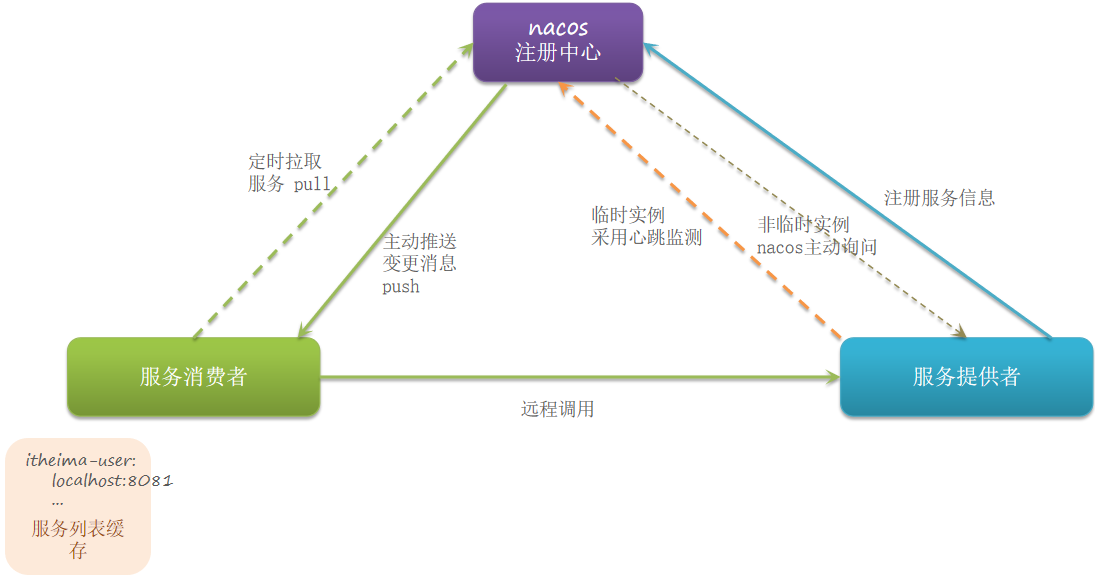 nacos
注册中心
定时拉取
服务 pull
主动推送
变更消息
push
临时实例
采用心跳监测
非临时实例
nacos主动询问
注册服务信息
服务消费者
服务提供者
远程调用
itheima-user:
localhost:8081
...
服务列表缓
存